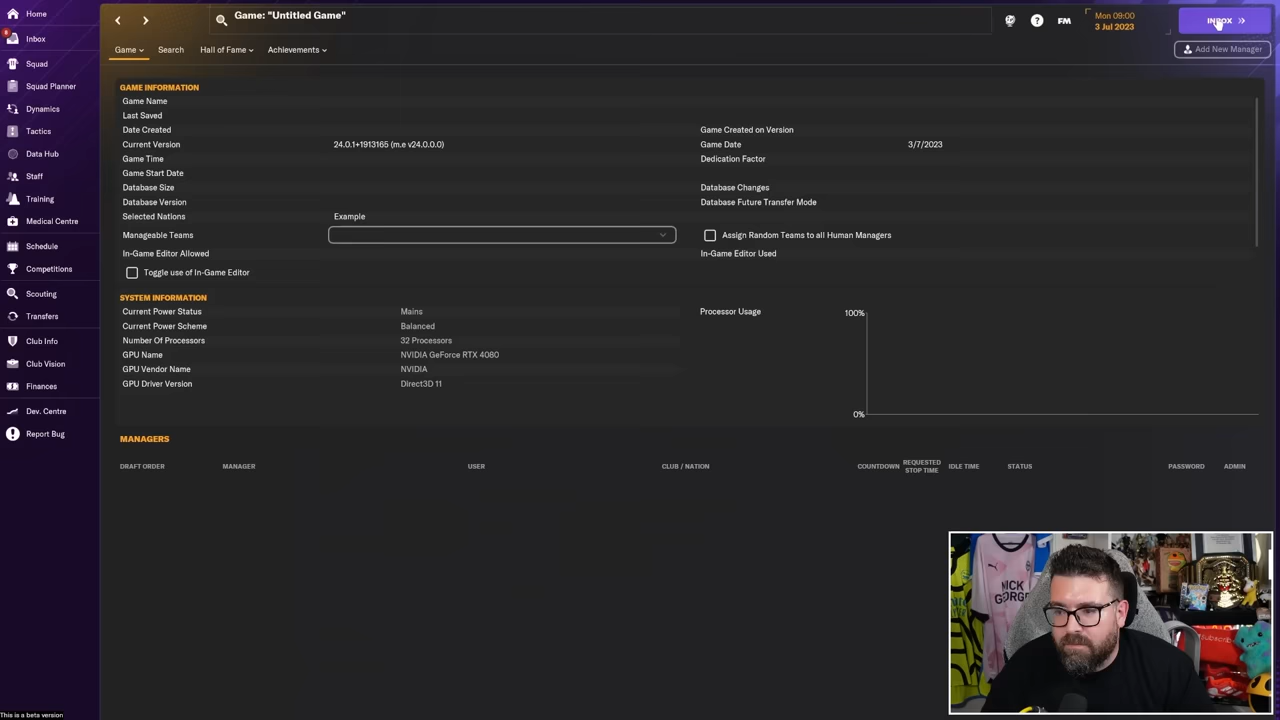 Home
Game: "Untitled Game"
FM
Mon 09:00
3 Jul 2023
INBOX
8
Inbox
Game
Search
Hall of Fame
Achievements
Add New Manager
Squad
Squad Planner
Dynamics
Tactics
Data Hub
Staff
Training
Medical Centre
Schedule
Competitions
Scouting
Transfers
Club Info
Club Vision
Finances
Dev. Centre
Report Bug
GAME INFORMATION
Game Name
Last Saved
Date Created
Game Created on Version
Current Version 24.0.1+1913165 (m.e v24.0.0.0)
Game Date 3/7/2023
Game Time
Dedication Factor
Game Start Date
Database Size
Database Changes
Database Version
Database Future Transfer Mode
Selected Nations Example
Manageable Teams
Assign Random Teams to all Human Managers
In-Game Editor Allowed
In-Game Editor Used
Toggle use of In-Game Editor
SYSTEM INFORMATION
Current Power Status Mains
Processor Usage
100%
Current Power Scheme Balanced
Number Of Processors 32 Processors
GPU Name NVIDIA GeForce RTX 4080
GPU Vendor Name NVIDIA
GPU Driver Version Direct3D 11
0%
MANAGERS
DRAFT ORDER MANAGER USER CLUB / NATION COUNTDOWN REQUESTED STOP TIME IDLE TIME STATUS PASSWORD ADMIN
NICK
GEORGE
This is a beta version